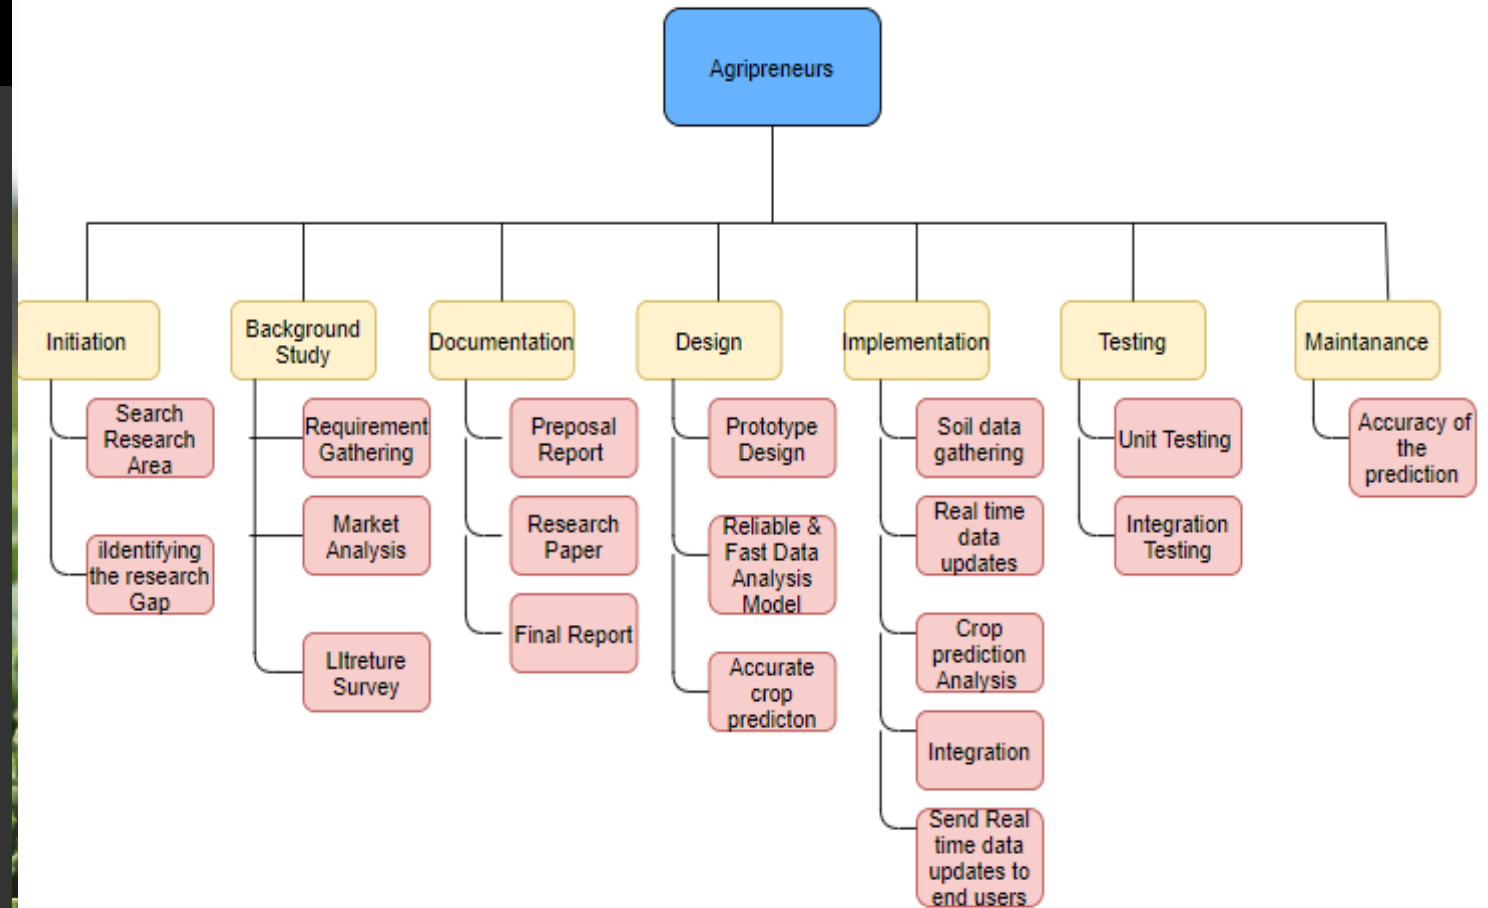 Agripreneurs
Initiation
Background
Study
Documentation
Design
Implementation
Testing
Maintanance
Search
Research
Area
iIdentifying
the research
Gap
Requirement
Gathering
Market
Analysis
LItreture
Survey
Preposal
Report
Research
Paper
Final Report
Prototype
Design
Reliable &
Fast Data
Analysis
Model
Accurate
crop
predicton
Soil data
gathering
Real time
data
updates
Crop
prediction
Analysis
Integration
Send Real
time data
updates to
end users
Unit Testing
Integration
Testing
Accuracy of
the
prediction